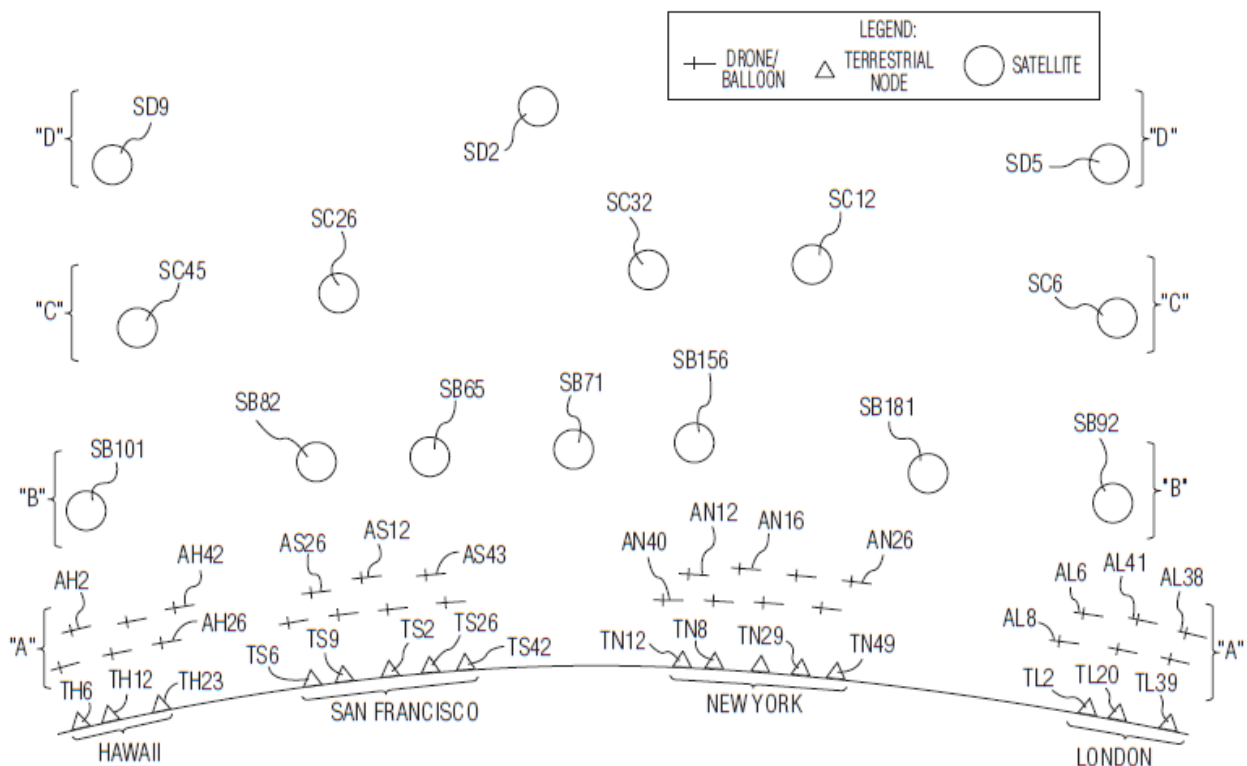 LEGEND:
DRONE/
BALLOON
TERRESTRIAL
NODE
SATELLITE
"D"
SD9
SD2
SD5
"D"
SC26
SC32
SC12
"C"
SC45
SC6
"C"
SB82
SB65
SB71
SB156
SB181
SB92
"B"
SB101
"B"
AH2
AH42
AS26
AS12
AS43
AN40
AN12
AN16
AN26
AL6
AL41
AL38
"A"
AH26
AL8
"A"
TH6
TH12
TH23
TS6
TS9
TS2
TS26
TS42
TN12
TN8
TN29
TN49
TL2
TL20
TL39
HAWAII
SAN FRANCISCO
NEW YORK
LONDON